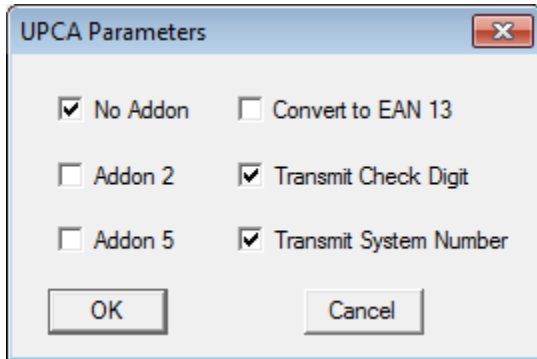 UPCA Parameters
No Addon Convert to EAN 13
Addon 2 Transmit Check Digit
Addon 5 Transmit System Number
OK Cancel